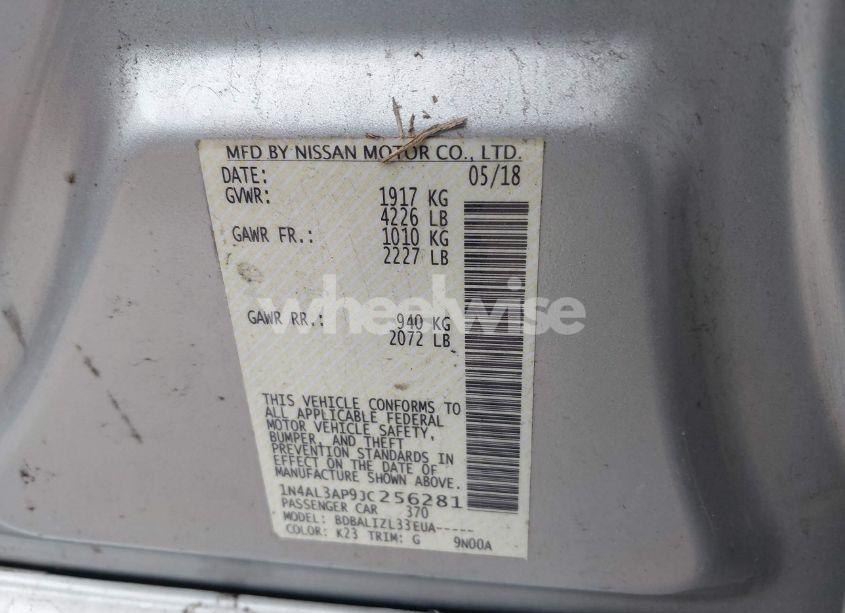 MFD BY NISSAN MOTOR CO., LTD.
DATE: 05/18
GVWR: 1917 KG
4226 LB
GAWR FR.: 1010 KG
2227 LB
wheelwise
GAWR RR.: 940 KG
2072 LB
THIS VEHICLE CONFORMS TO
ALL APPLICABLE FEDERAL
MOTOR VEHICLE SAFETY,
BUMPER, AND THEFT
PREVENTION STANDARDS IN
EFFECT ON THE DATE OF
MANUFACTURE SHOWN ABOVE.
1N4AL3AP9JC256281
PASSENGER CAR 370
MODEL: BDBALIZL33EUA-----
COLOR: K23 TRIM: G 9N00A